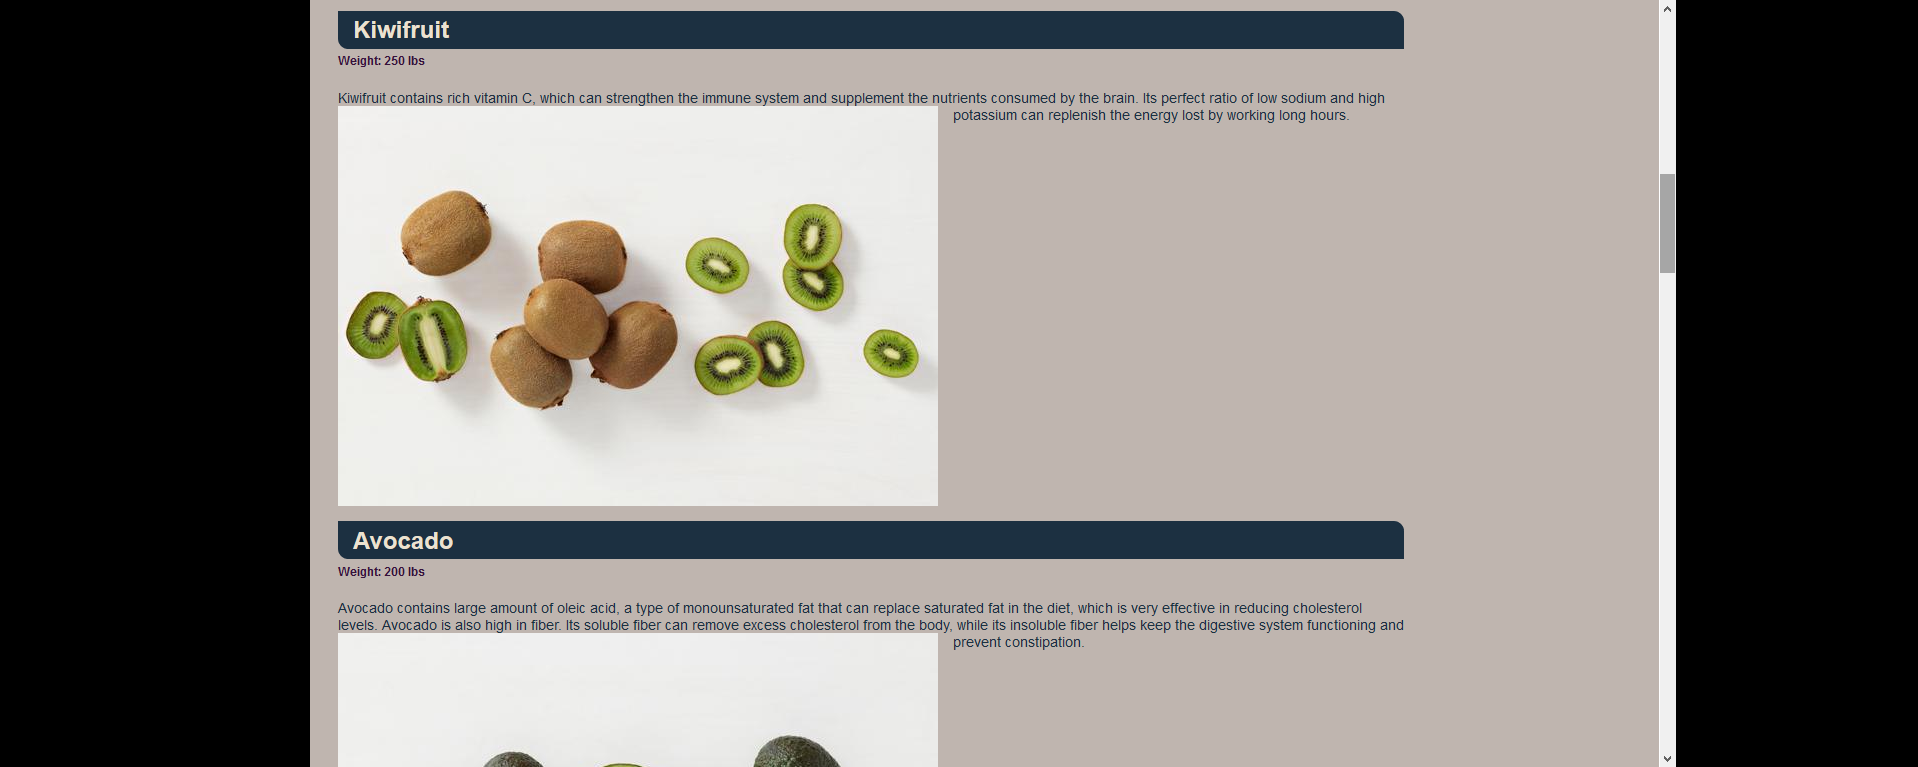 Kiwifruit
Weight: 250 lbs
Kiwifruit contains rich vitamin C, which can strengthen the immune system and supplement the nutrients consumed by the brain. Its perfect ratio of low sodium and high
potassium can replenish the energy lost by working long hours.
Avocado
Weight: 200 lbs
Avocado contains large amount of oleic acid, a type of monounsaturated fat that can replace saturated fat in the diet, which is very effective in reducing cholesterol
levels. Avocado is also high in fiber. Its soluble fiber can remove excess cholesterol from the body, while its insoluble fiber helps keep the digestive system functioning and
prevent constipation.